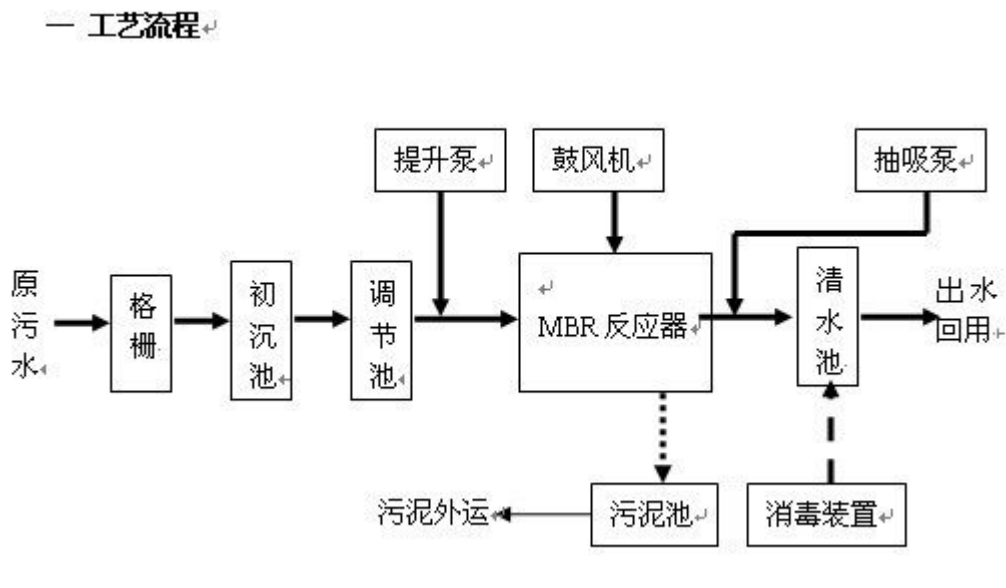 一 工艺流程
提升泵
鼓风机
抽吸泵
原
污
水
格
栅
初
沉
池
调
节
池
MBR 反应器
清
水
池
出水
回用
污泥外运
污泥池
消毒装置